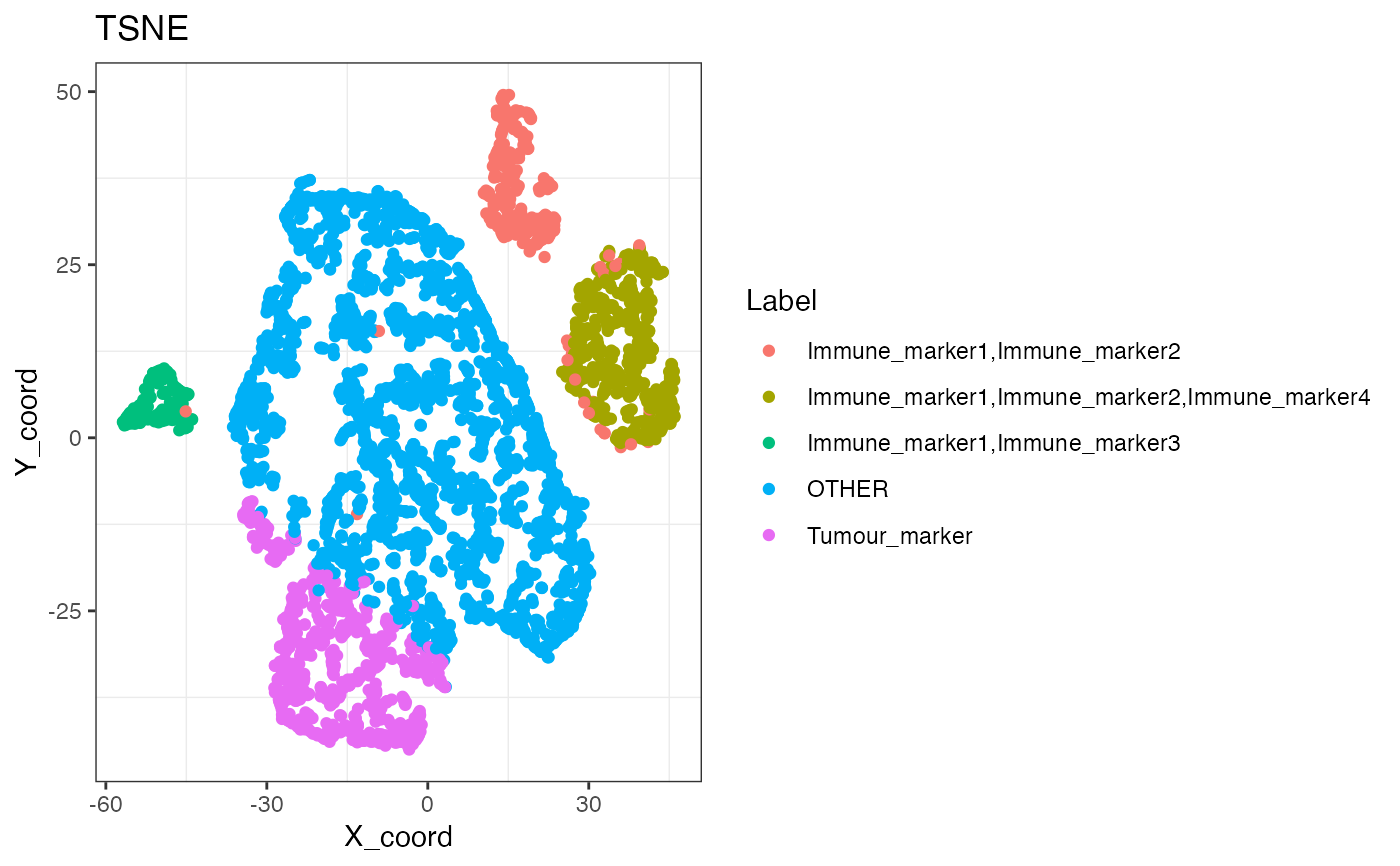 TSNE
50
25
0
-25
Y_coord
-60
-30
0
30
X_coord
Label
Immune_marker1,Immune_marker2
Immune_marker1,Immune_marker2,Immune_marker4
Immune_marker1,Immune_marker3
OTHER
Tumour_marker